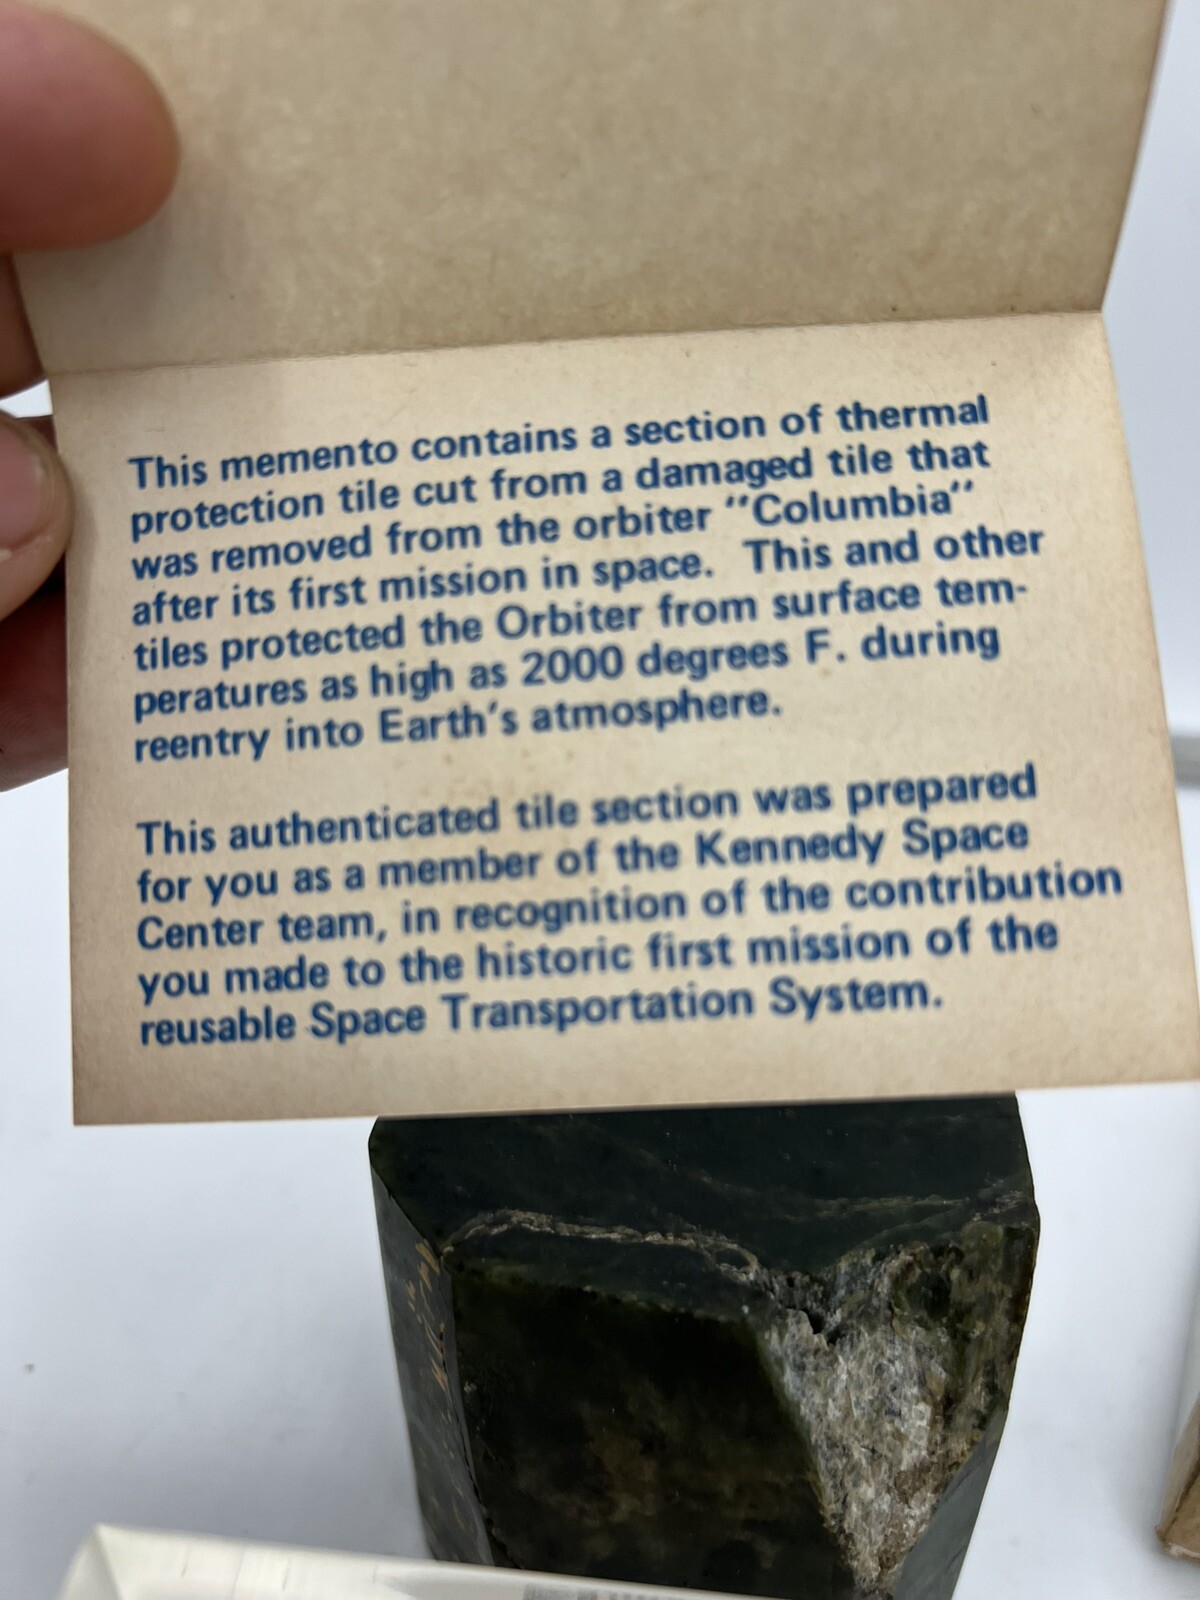 This memento contains a section of thermal
protection tile cut from a damaged tile that
was removed from the orbiter "Columbia"
after its first mission in space. This and other
tiles protected the Orbiter from surface tem-
peratures as high as 2000 degrees F. during
reentry into Earth's atmosphere.
This authenticated tile section was prepared
for you as a member of the Kennedy Space
Center team, in recognition of the contribution
you made to the historic first mission of the
reusable Space Transportation System.